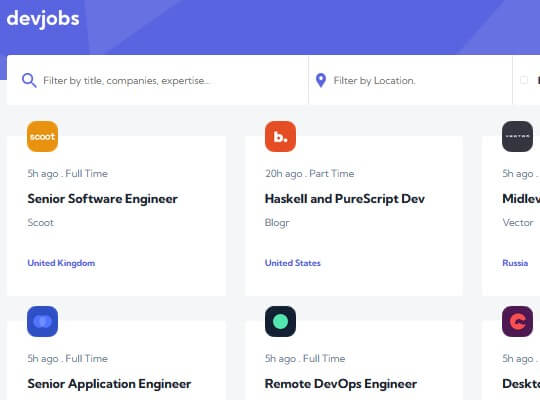 devjobs
Filter by title, companies, expertise...
Filter by Location.
scoot
5h ago . Full Time
Senior Software Engineer
Scoot
United Kingdom
b.
20h ago . Part Time
Haskell and PureScript Dev
Blogr
United States
VECTOR
5h ago .
Midlev
Vector
Russia
5h ago . Full Time
Senior Application Engineer
5h ago . Full Time
Remote DevOps Engineer
5h ago .
Deskto